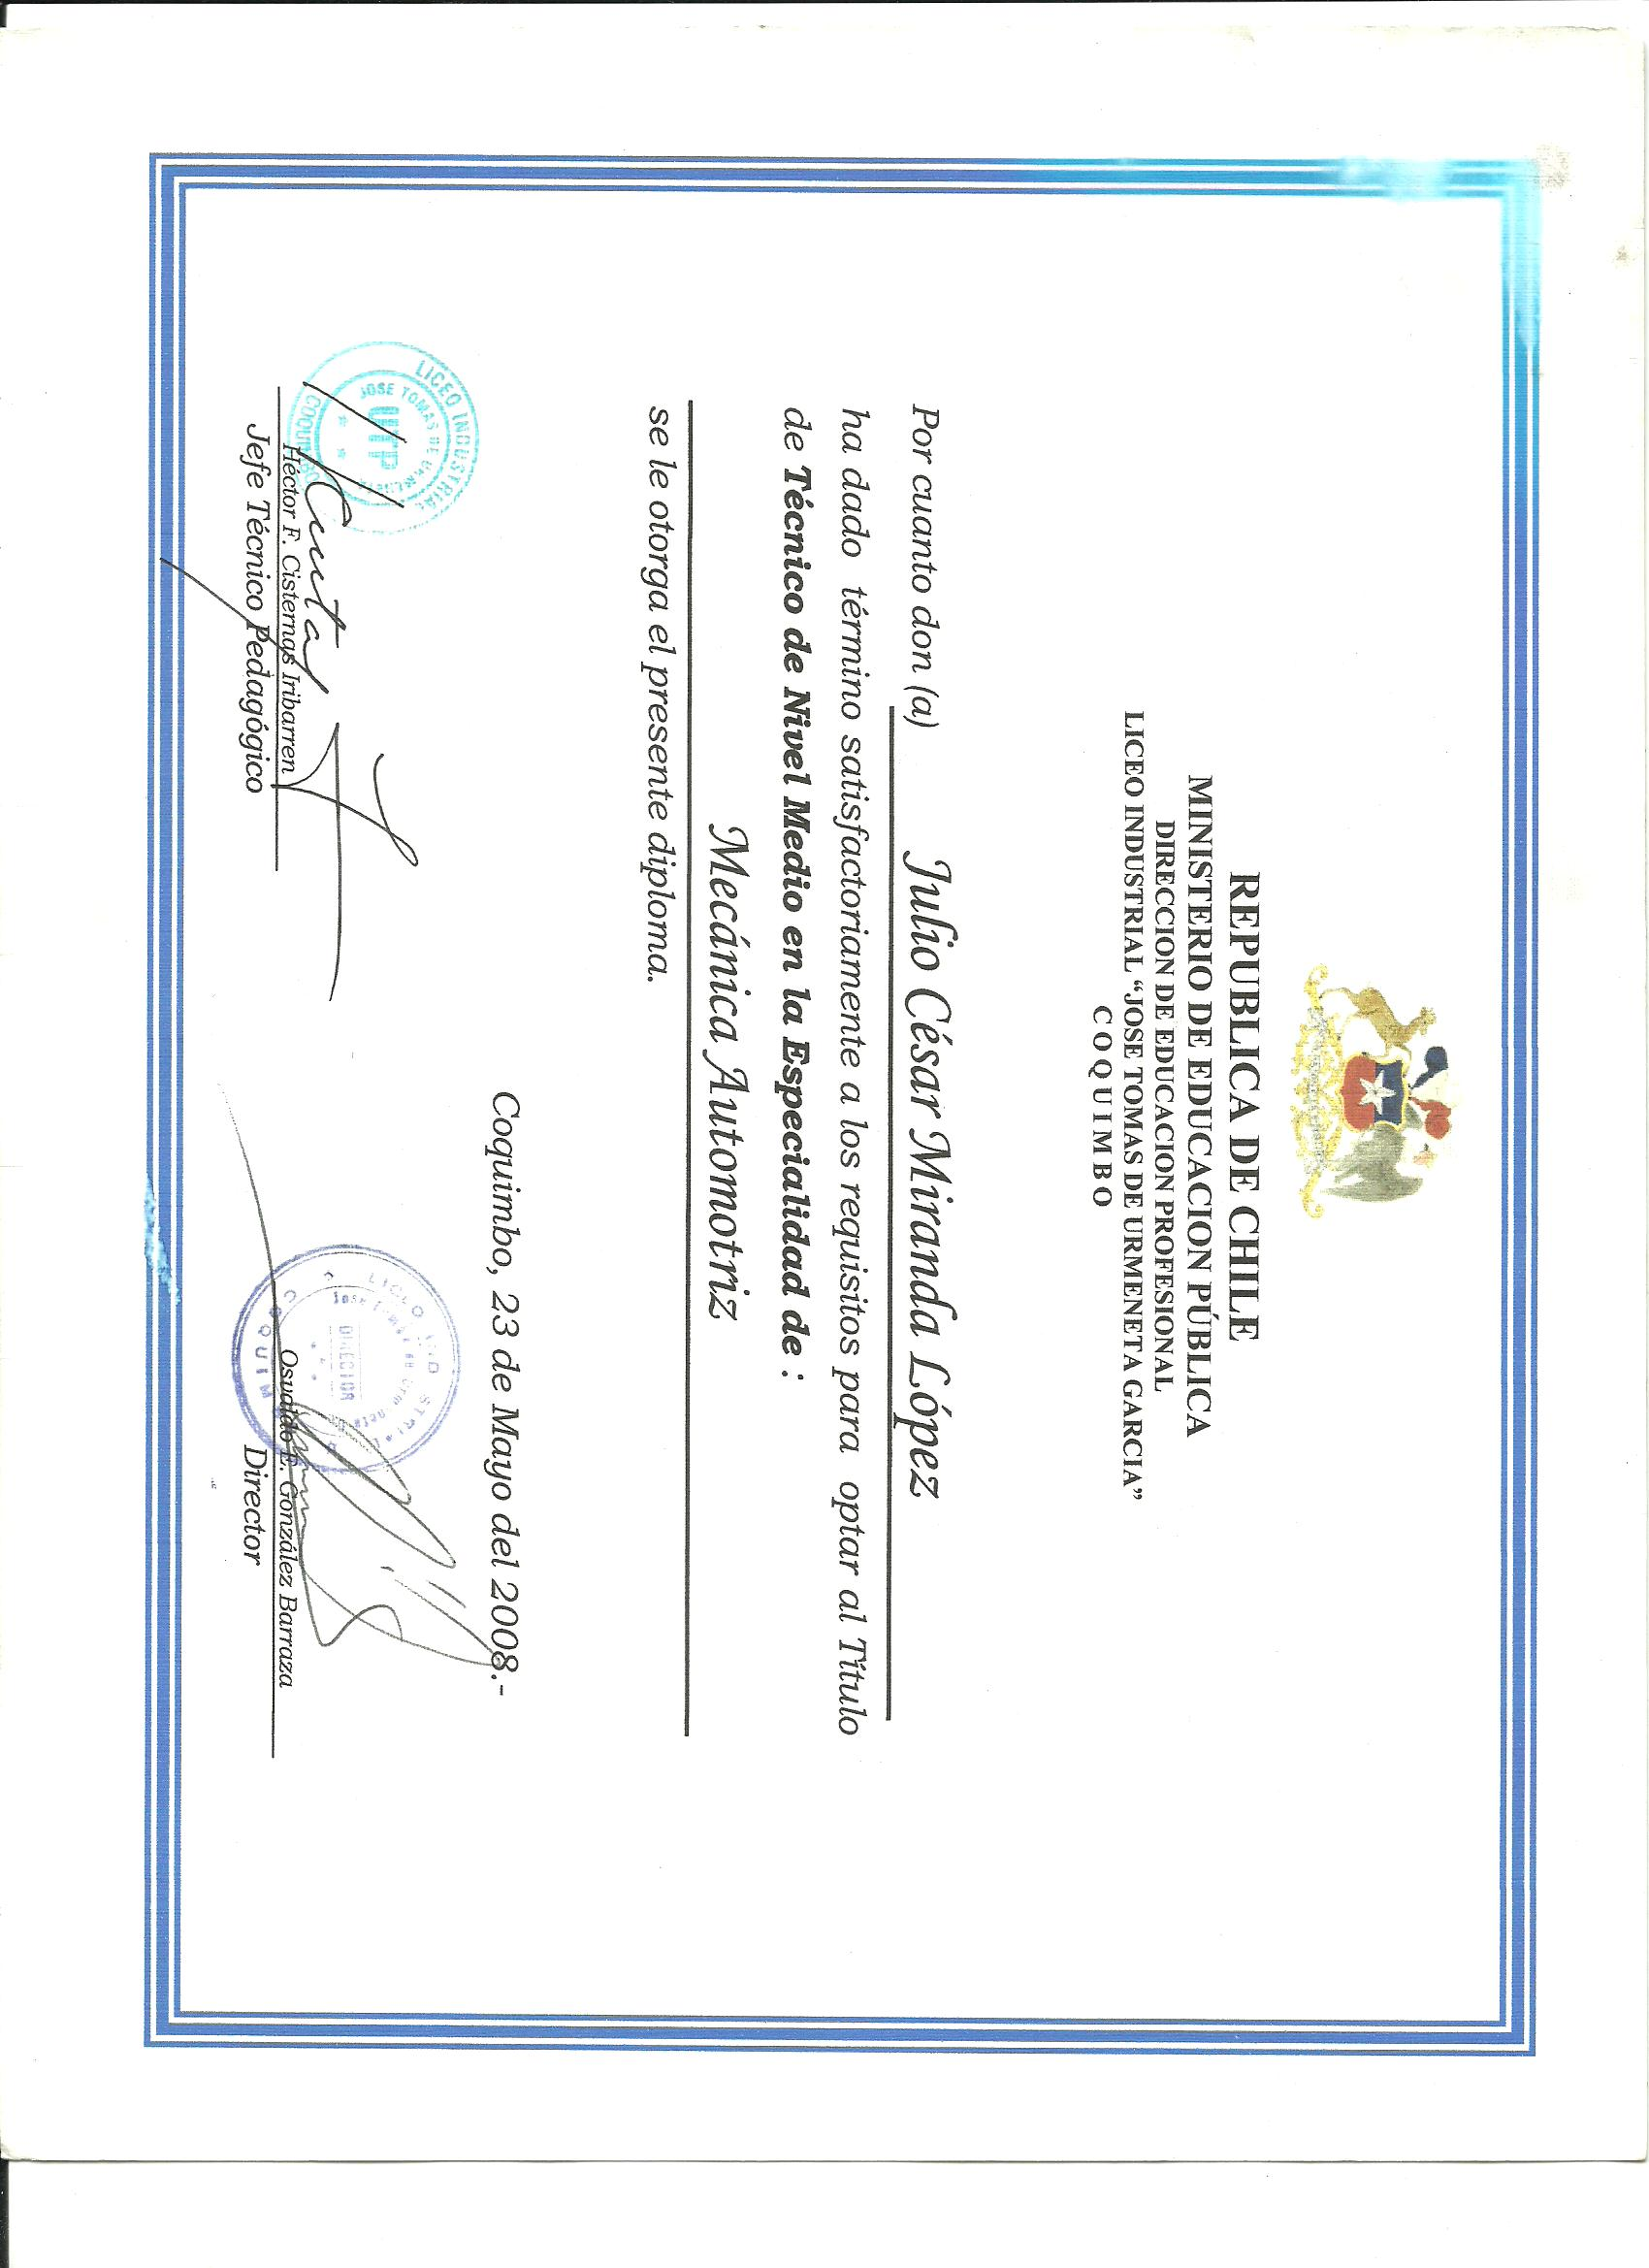 REPUBLICA DE CHILE
MINISTERIO DE EDUCACION PÚBLICA
DIRECCION DE EDUCACION PROFESIONAL
LICEO INDUSTRIAL “JOSE TOMAS DE URMENETA GARCIA”
COQUIMBO
Por cuanto don (a) Julio César Miranda López
ha dado término satisfactoriamente a los requisitos para optar al Título
de Técnico de Nivel Medio en la Especialidad de :
Mecánica Automotriz
se le otorga el presente diploma.
Coquimbo, 23 de Mayo del 2008.-
LICEO INDUSTRIAL
JOSE TOMAS DE URMENETA
UTP
COQUIMBO
Héctor F. Cisternas Iribarren
Jefe Técnico Pedagógico
DIRECTOR
Osvaldo E. González Barraza
Director